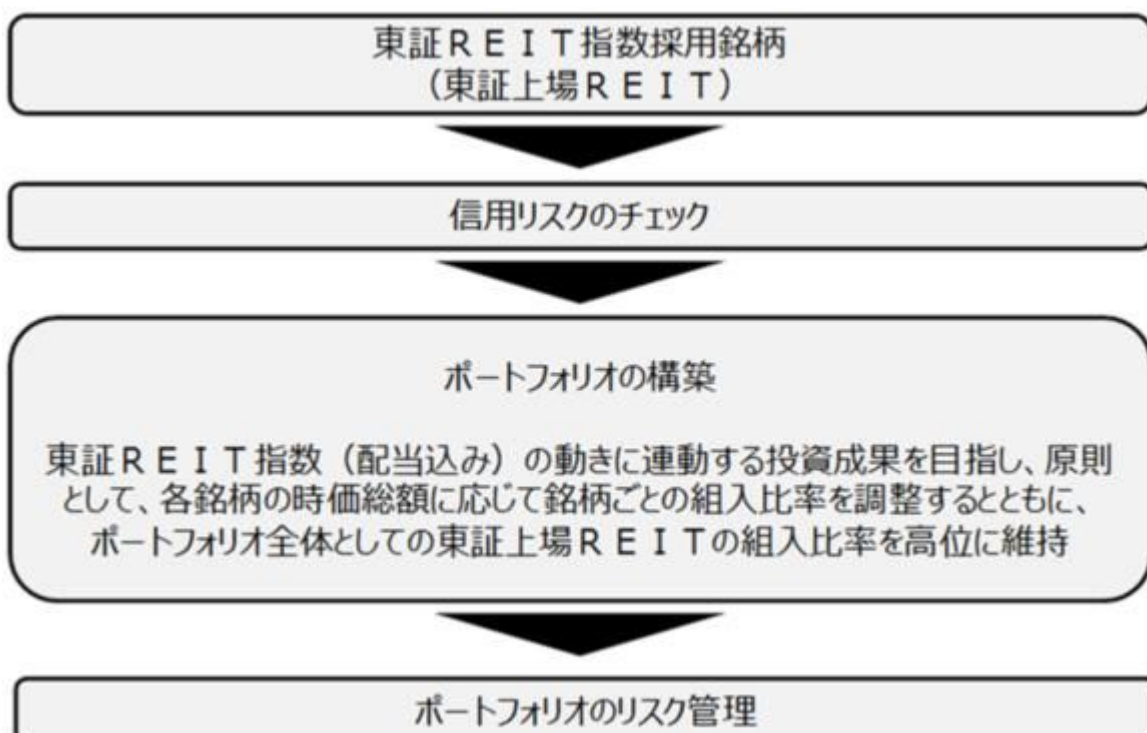 東証ＲＥＩＴ指数採用銘柄
（東証上場ＲＥＩＴ）
信用リスクのチェック
ポートフォリオの構築
東証ＲＥＩＴ指数（配当込み）の動きに連動する投資成果を目指し、原則
として、各銘柄の時価総額に応じて銘柄ごとの組入比率を調整するとともに、
ポートフォリオ全体としての東証上場ＲＥＩＴの組入比率を高位に維持
ポートフォリオのリスク管理